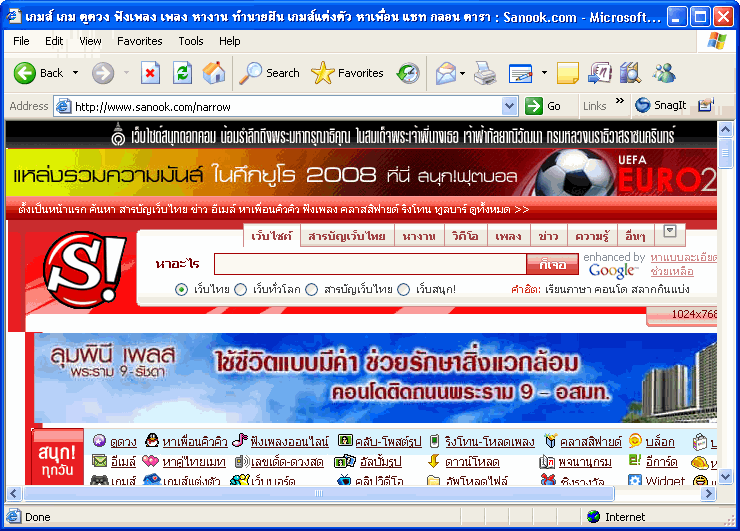 เกมส์ เกม ดูดวง ฟังเพลง เพลง หางาน ทำนายฝัน เกมส์แต่งตัว หาเพื่อน แชท กลอน ดารา : Sanook.com - Microsoft...
File Edit View Favorites Tools Help
Back Search Favorites
Address http://www.sanook.com/narrow Go Links » SnagIt
เว็บไซต์สนุกดอทคอม น้อมรำลึกถึงพระมหากรุณาธิคุณ ในสมเด็จพระเจ้าพี่นางเธอ เจ้าฟ้ากัลยาณิวัฒนา กรมหลวงนราธิวาสราชนครินทร์
แหล่งรวมความมันส์ ในศึกยูโร 2008 ที่นี่ สนุก!ฟุตบอล UEFA EURO2
ตั้งเป็นหน้าแรก ค้นหา สารบัญเว็บไทย ข่าว อีเมล์ หาเพื่อนคิวคิว ฟังเพลง คลาสสิฟายด์ ริงโทน ทูลบาร์ ดูทั้งหมด >>
เว็บไซต์ สารบัญเว็บไทย หางาน วิดีโอ เพลง ข่าว ความรู้ อื่นๆ
S!
หาอะไร ก็เจอ enhanced by Google™ หาแบบละเอียด ช่วยเหลือ
เว็บไทย เว็บทั่วโลก สารบัญเว็บไทย เว็บสนุก! คำฮิต: เรียนภาษา คอนโด สลากกินแบ่ง
1024x768
ลุมพินี เพลส ใช้ชีวิตแบบมีค่า ช่วยรักษาสิ่งแวดล้อม
พระราม 9-รัชดา คอนโดติดถนนพระราม 9 - อสมท.
สนุก! ทุกวัน
ดูดวง หาเพื่อนคิวคิว ฟังเพลงออนไลน์ คลับ-โพสต์รูป ริงโทน-โหลดเพลง คลาสสิฟายด์ บล็อก
อีเมล์ หาคู่ไทยเมท เลขเด็ด-ดวงสด อัลบั้มรูป ดาวน์โหลด พจนานุกรม อีการ์ด
เกมส์ เกมส์แต่งตัว เว็บบอร์ด คลิปวิดีโอ อัพโหลดไฟล์ ชิงรางวัล Widget
Done Internet